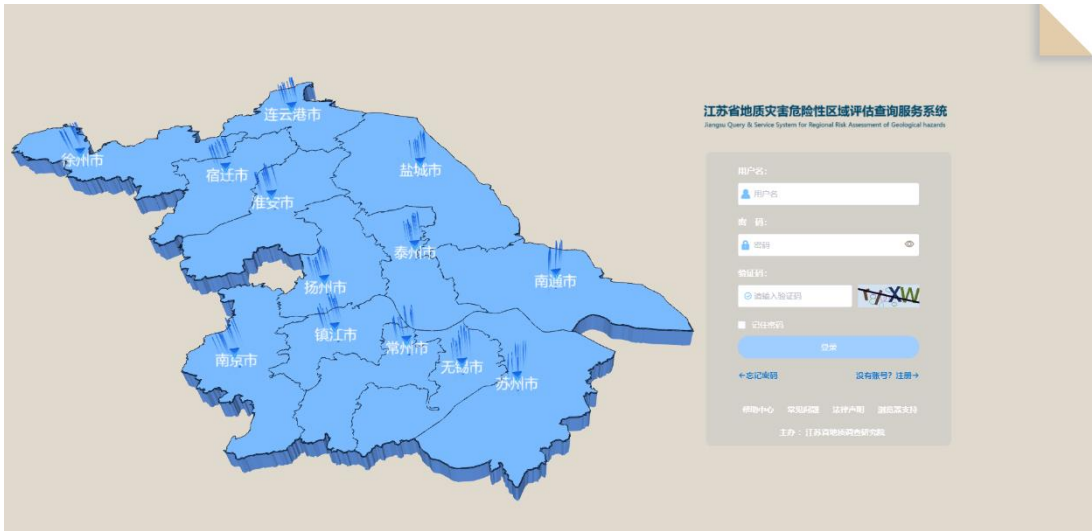 连云港市
徐州市
宿迁市
盐城市
淮安市
泰州市
扬州市
南通市
镇江市
常州市
南京市
无锡市
苏州市
江苏省地质灾害危险性区域评估查询服务系统
Jiangsu Query & Service System for Regional Risk Assessment of Geological hazards
用户名：
用户名
密 码：
密码
验证码：
请输入验证码
记住密码
登录
←忘记密码 没有账号？注册→
帮助中心 常见问题 法律声明 浏览器支持
主办：江苏省地质调查研究院